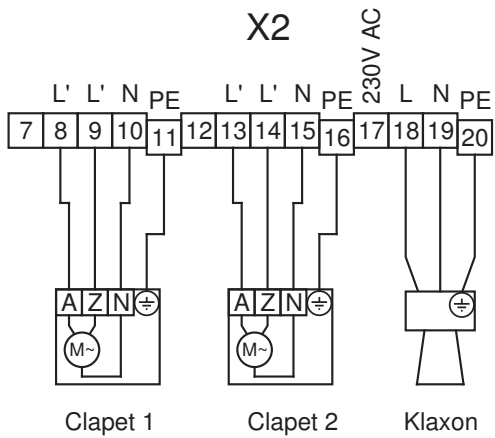 X2
230V AC
L' L' N PE L' L' N PE L N PE
7 8 9 10 11 12 13 14 15 16 17 18 19 20
A Z N A Z N
M~ M~
Clapet 1 Clapet 2 Klaxon